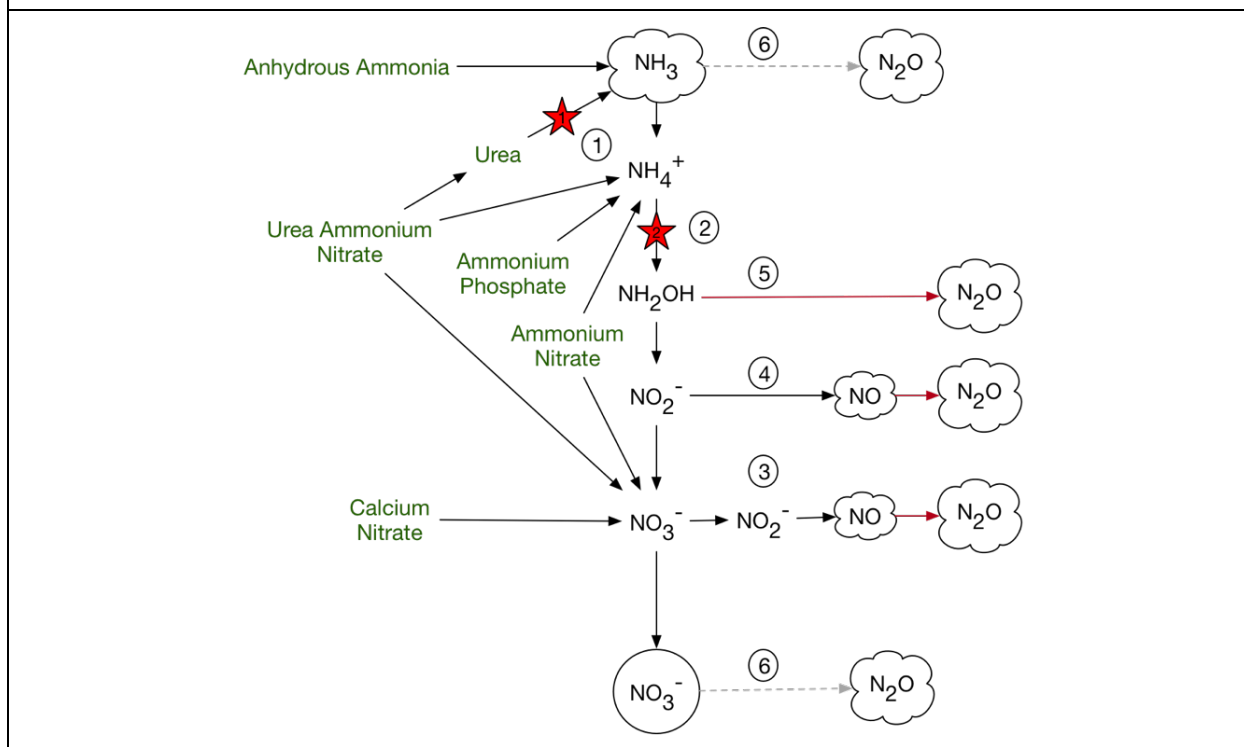 ⑥
Anhydrous Ammonia
NH₃
N₂O
1
①
Urea
NH₄⁺
Urea Ammonium
Nitrate
2
②
Ammonium
Phosphate
⑤
NH₂OH
N₂O
Ammonium
Nitrate
④
NO₂⁻
NO
N₂O
③
Calcium
Nitrate
NO₃⁻
NO₂⁻
NO
N₂O
⑥
NO₃⁻
N₂O